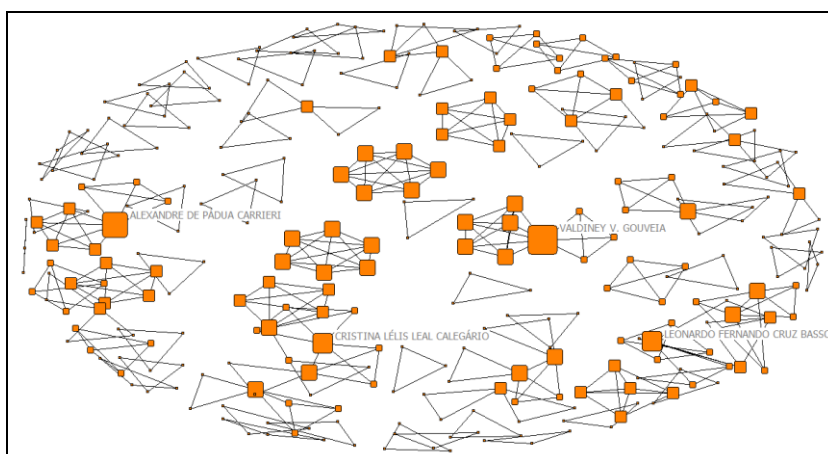 ALEXANDRE DE PÁDUA CARRIERI
VALDINEY V. GOUVEIA
CRISTINA LÉLIS LEAL CALEGÁRIO
LEONARDO FERNANDO CRUZ BASSO